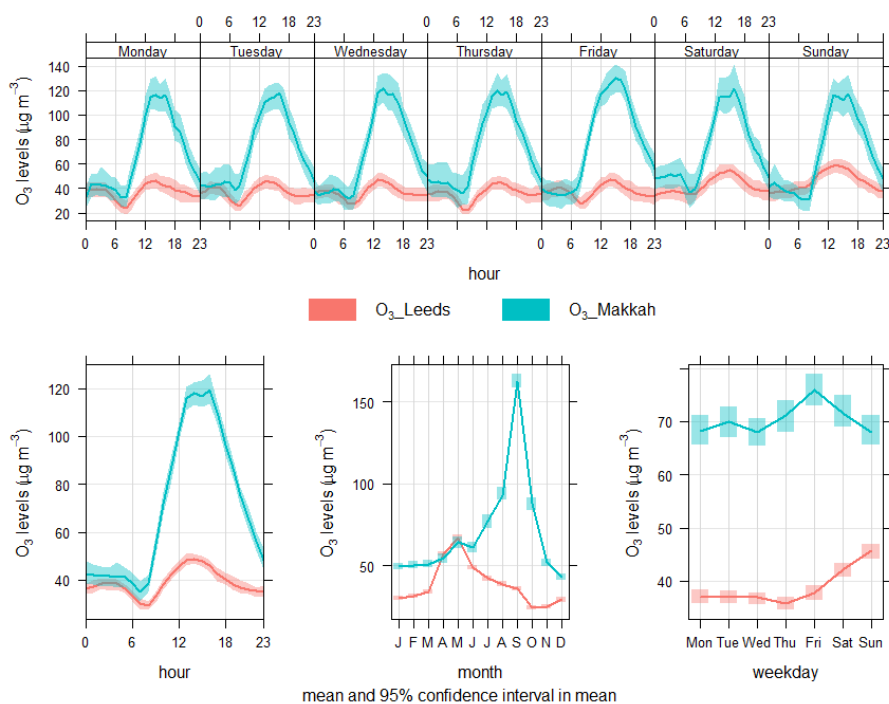 0 6 12 18 23 0 6 12 18 23 0 6 12 18 23
Monday Tuesday Wednesday Thursday Friday Saturday Sunday
140
120
100
80
60
40
20
O₃ levels (µg m⁻³)
0 6 12 18 23 0 6 12 18 23 0 6 12 18 23 0 6 12 18 23
hour
O₃_Leeds O₃_Makkah
120
100
80
60
40
O₃ levels (µg m⁻³)
0 6 12 18 23
hour
150
100
50
O₃ levels (µg m⁻³)
J F M A M J J A S O N D
month
70
60
50
40
O₃ levels (µg m⁻³)
Mon Tue Wed Thu Fri Sat Sun
weekday
mean and 95% confidence interval in mean